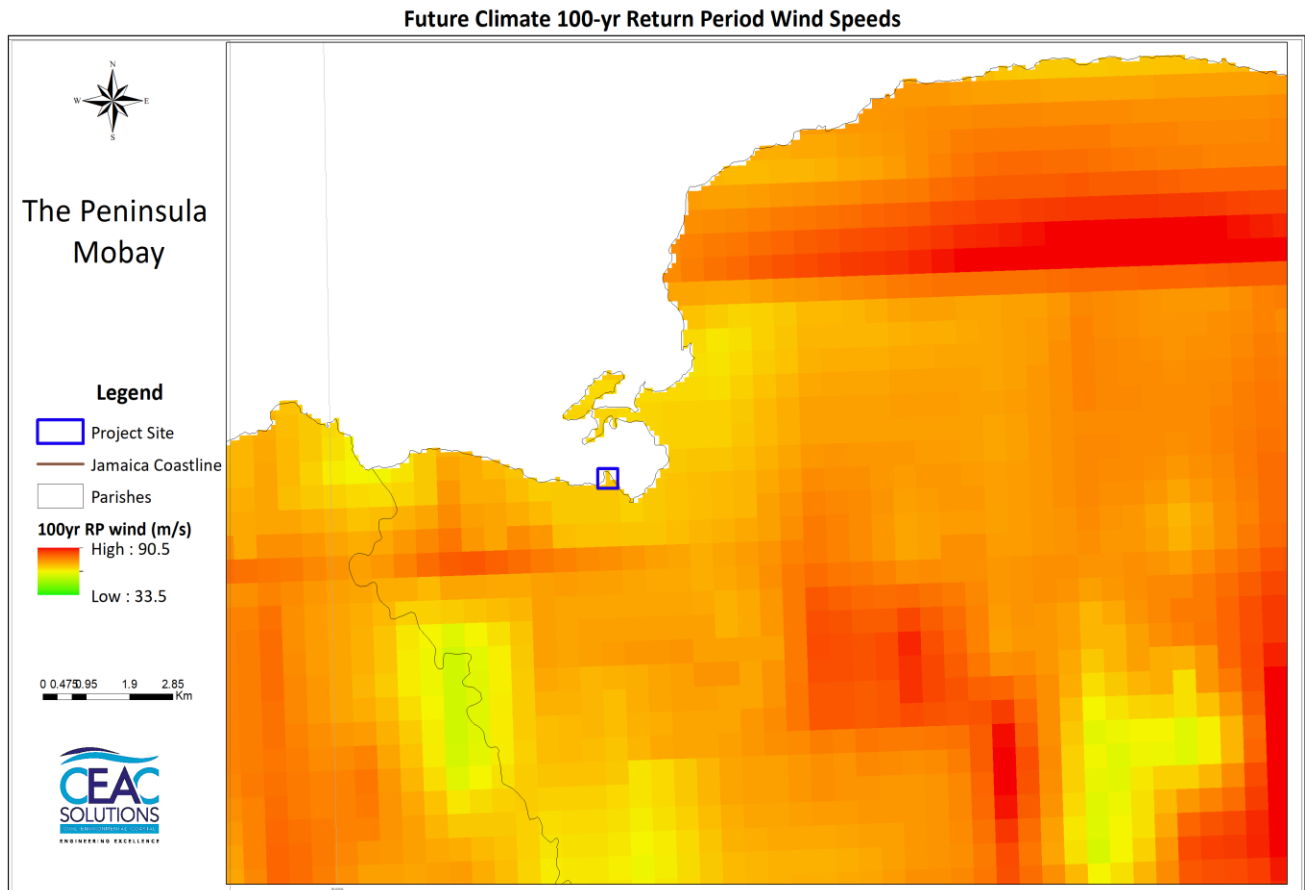 Future Climate 100-yr Return Period Wind Speeds
N
W E
S
The Peninsula
Mobay
Legend
Project Site
Jamaica Coastline
Parishes
100yr RP wind (m/s)
High : 90.5
Low : 33.5
0 0.475 0.95 1.9 2.85
Km
CEAC
SOLUTIONS
ENGINEERING EXCELLENCE